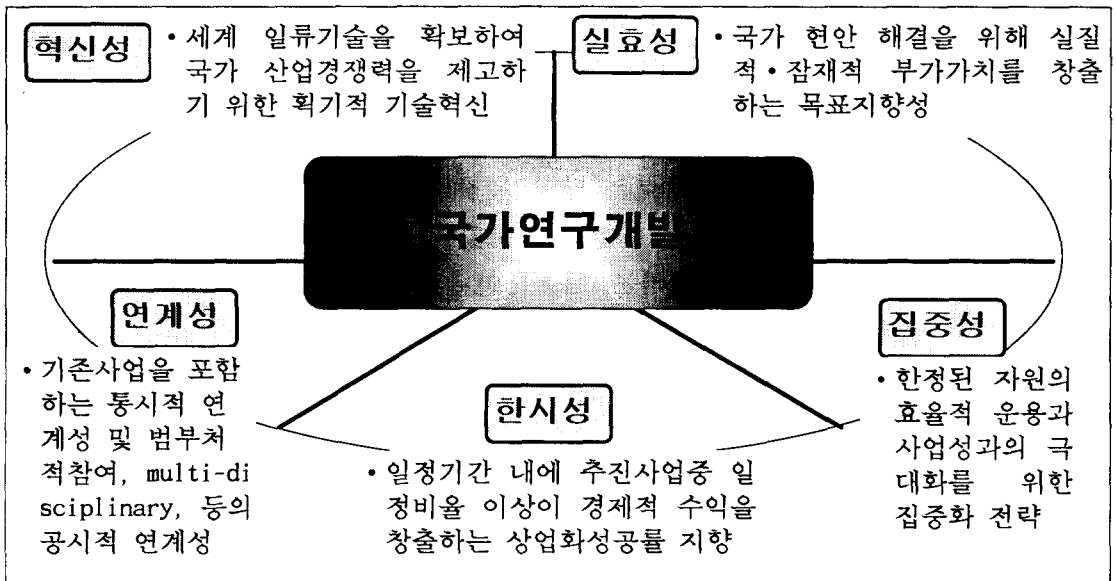 혁신성
• 세계 일류기술을 확보하여
국가 산업경쟁력을 제고하
기 위한 획기적 기술혁신
실효성
• 국가 현안 해결을 위해 실질
적•잠재적 부가가치를 창출
하는 목표지향성
국가연구개발
연계성
• 기존사업을 포함
하는 통시적 연
계성 및 범부처
적참여, multi-di
sciplinary, 등의
공시적 연계성
한시성
• 일정기간 내에 추진사업중 일
정비율 이상이 경제적 수익을
창출하는 상업화성공률 지향
집중성
• 한정된 자원의
효율적 운용과
사업성과의 극
대화를 위한
집중화 전략